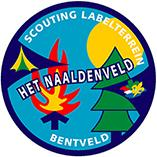 SCOUTING LABELTERREIN
HET NAALDENVELD
BENTVELD